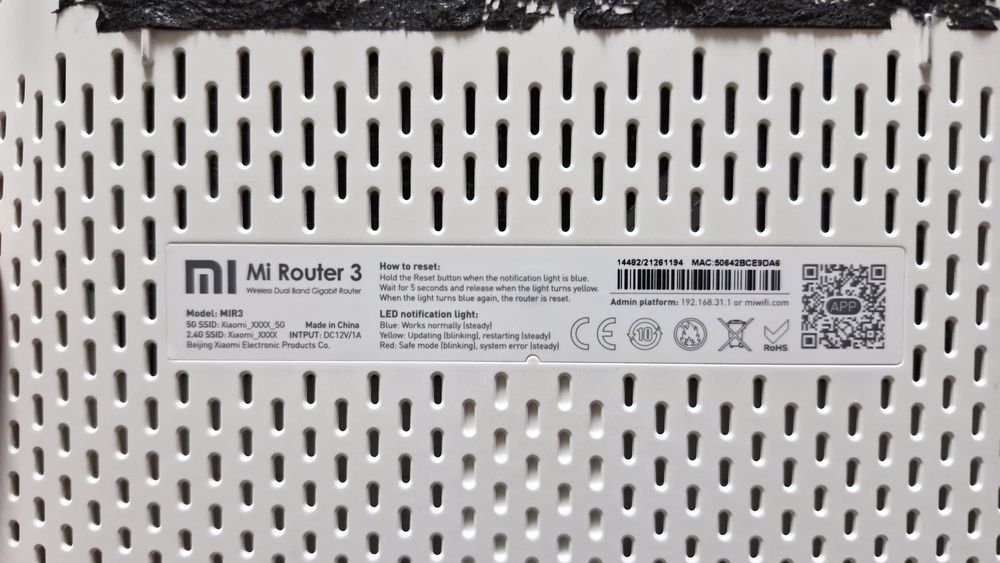 MI Mi Router 3
Wireless Dual Band Gigabit Router
Model: MIR3
5G SSID: Xiaomi_XXXX_5G Made in China
2.4G SSID: Xiaomi_XXXX INTPUT: DC12V/1A
Beijing Xiaomi Electronic Products Co.
How to reset:
Hold the Reset button when the notification light is blue.
Wait for 5 seconds and release when the light turns yellow.
When the light turns blue again, the router is reset.
LED notification light:
Blue: Works normally (steady)
Yellow: Updating (blinking), restarting (steady)
Red: Safe mode (blinking), system error (steady)
14482/21261194 MAC:50642BCE9DA6
Admin platform: 192.168.31.1 or miwifi.com
CE 10 RoHS
APP